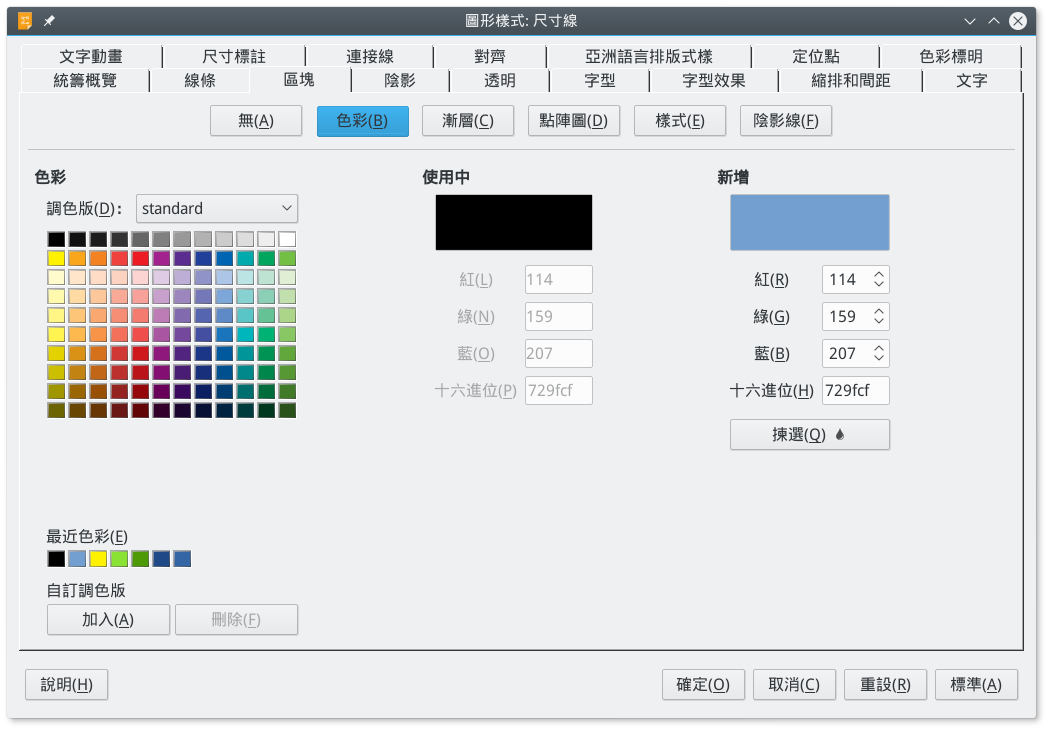 圖形樣式: 尺寸線
文字動畫 尺寸標註 連接線 對齊 亞洲語言排版式樣 定位點 色彩標明
統籌概覽 線條 區塊 陰影 透明 字型 字型效果 縮排和間距 文字
無(A) 色彩(B) 漸層(C) 點陣圖(D) 樣式(E) 陰影線(F)
色彩 使用中 新增
調色版(D)： standard
紅(L) 114 紅(R) 114
綠(N) 159 綠(G) 159
藍(O) 207 藍(B) 207
十六進位(P) 729fcf 十六進位(H) 729fcf
揀選(Q)
最近色彩(E)
自訂調色版
加入(A) 刪除(F)
說明(H) 確定(O) 取消(C) 重設(R) 標準(A)